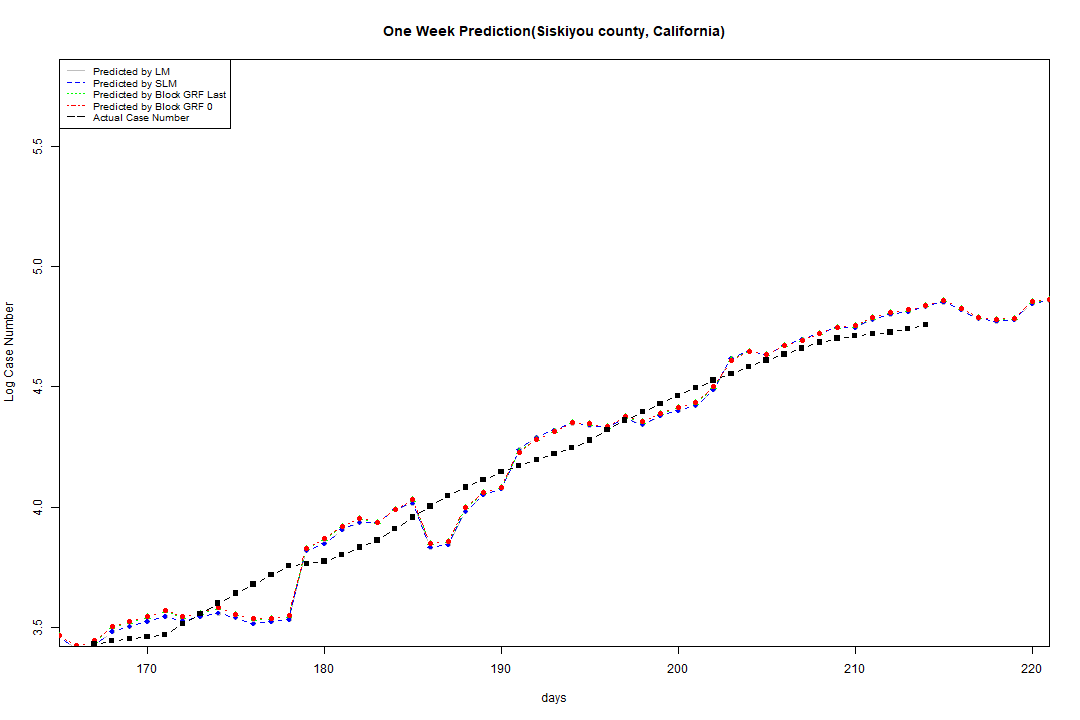 One Week Prediction(Siskiyou county, California)
Predicted by LM
Predicted by SLM
Predicted by Block GRF Last
Predicted by Block GRF 0
Actual Case Number
5.5
5.0
4.5
4.0
3.5
Log Case Number
170 180 190 200 210 220
days